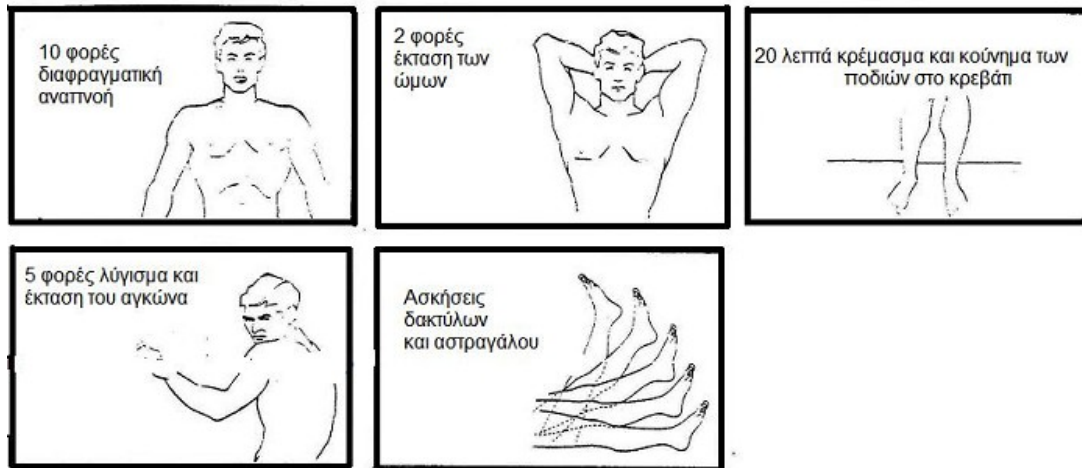 10 φορές
διαφραγματική
αναπνοή
2 φορές
έκταση των
ώμων
20 λεπτά κρέμασμα και κούνημα των
ποδιών στο κρεβάτι
5 φορές λύγισμα και
έκταση του αγκώνα
Ασκήσεις
δακτύλων
και αστραγάλου